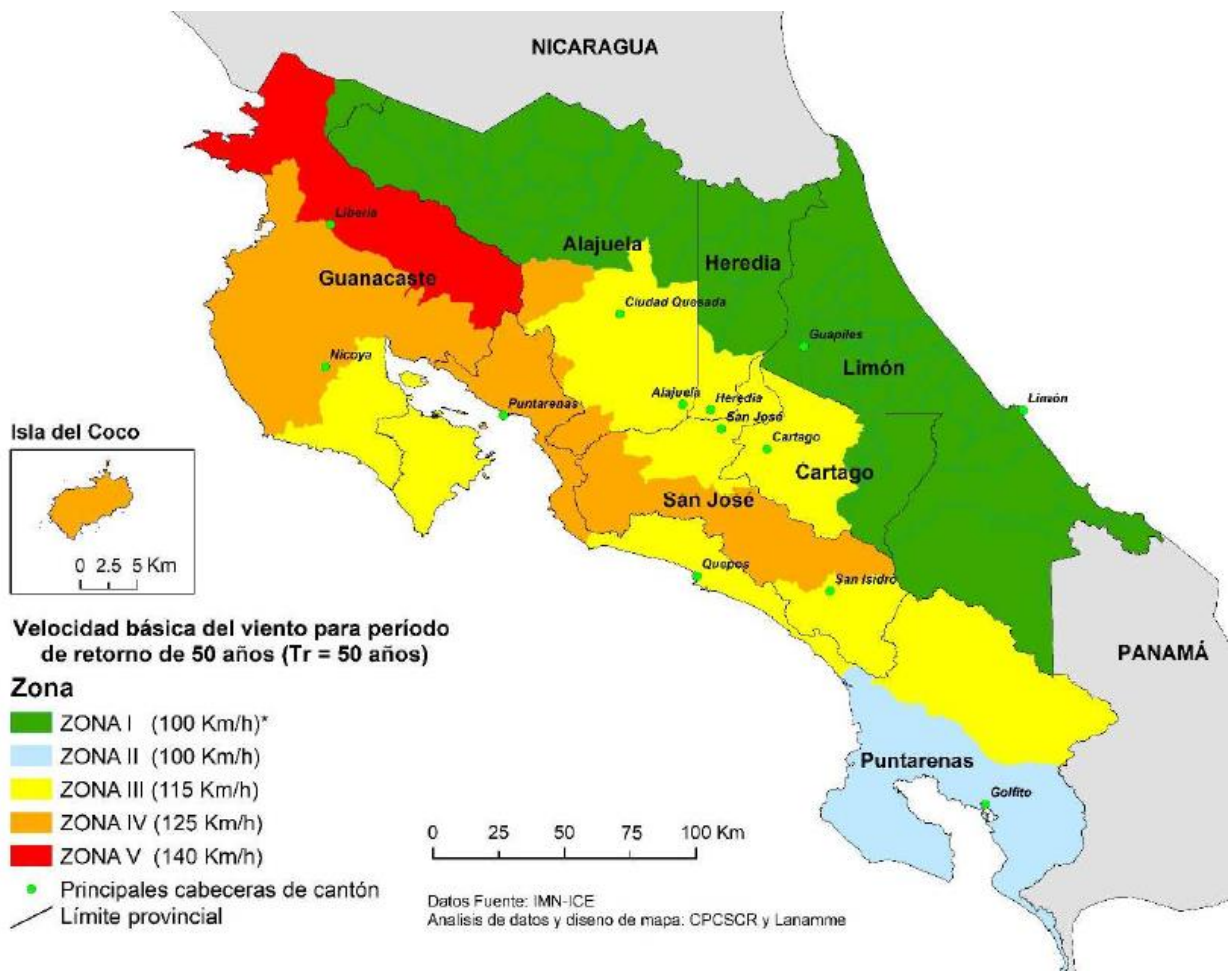 NICARAGUA
Liberia
Alajuela
Heredia
Guanacaste
Ciudad Quesada
Guapiles
Nicoya
Limón
Alajuela
Heredia
Limón
Puntarenas
San José
Cartago
Cartago
San José
Isla del Coco
0 2.5 5 Km
Quepos
San Isidro
Velocidad básica del viento para período
de retorno de 50 años (Tr = 50 años)
PANAMÁ
Zona
ZONA I (100 Km/h)*
ZONA II (100 Km/h)
ZONA III (115 Km/h)
ZONA IV (125 Km/h)
ZONA V (140 Km/h)
Principales cabeceras de cantón
Límite provincial
Puntarenas
Golfito
0 25 50 75 100 Km
Datos Fuente: IMN-ICE
Analisis de datos y diseno de mapa: CPCSCR y Lanamme